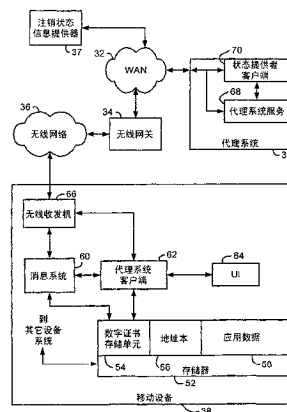 注销状态
信息提供器
37
32
WAN
70
状态提供者
客户端
68
代理系统服务
代理系统
36
无线网络
34
无线网关
66
无线收发机
60
消息系统
62
代理系统
客户端
64
UI
到
其它设备
系统
数字证书
存储单元
地址本
应用数据
54
56
58
存储器
52
移动设备
38